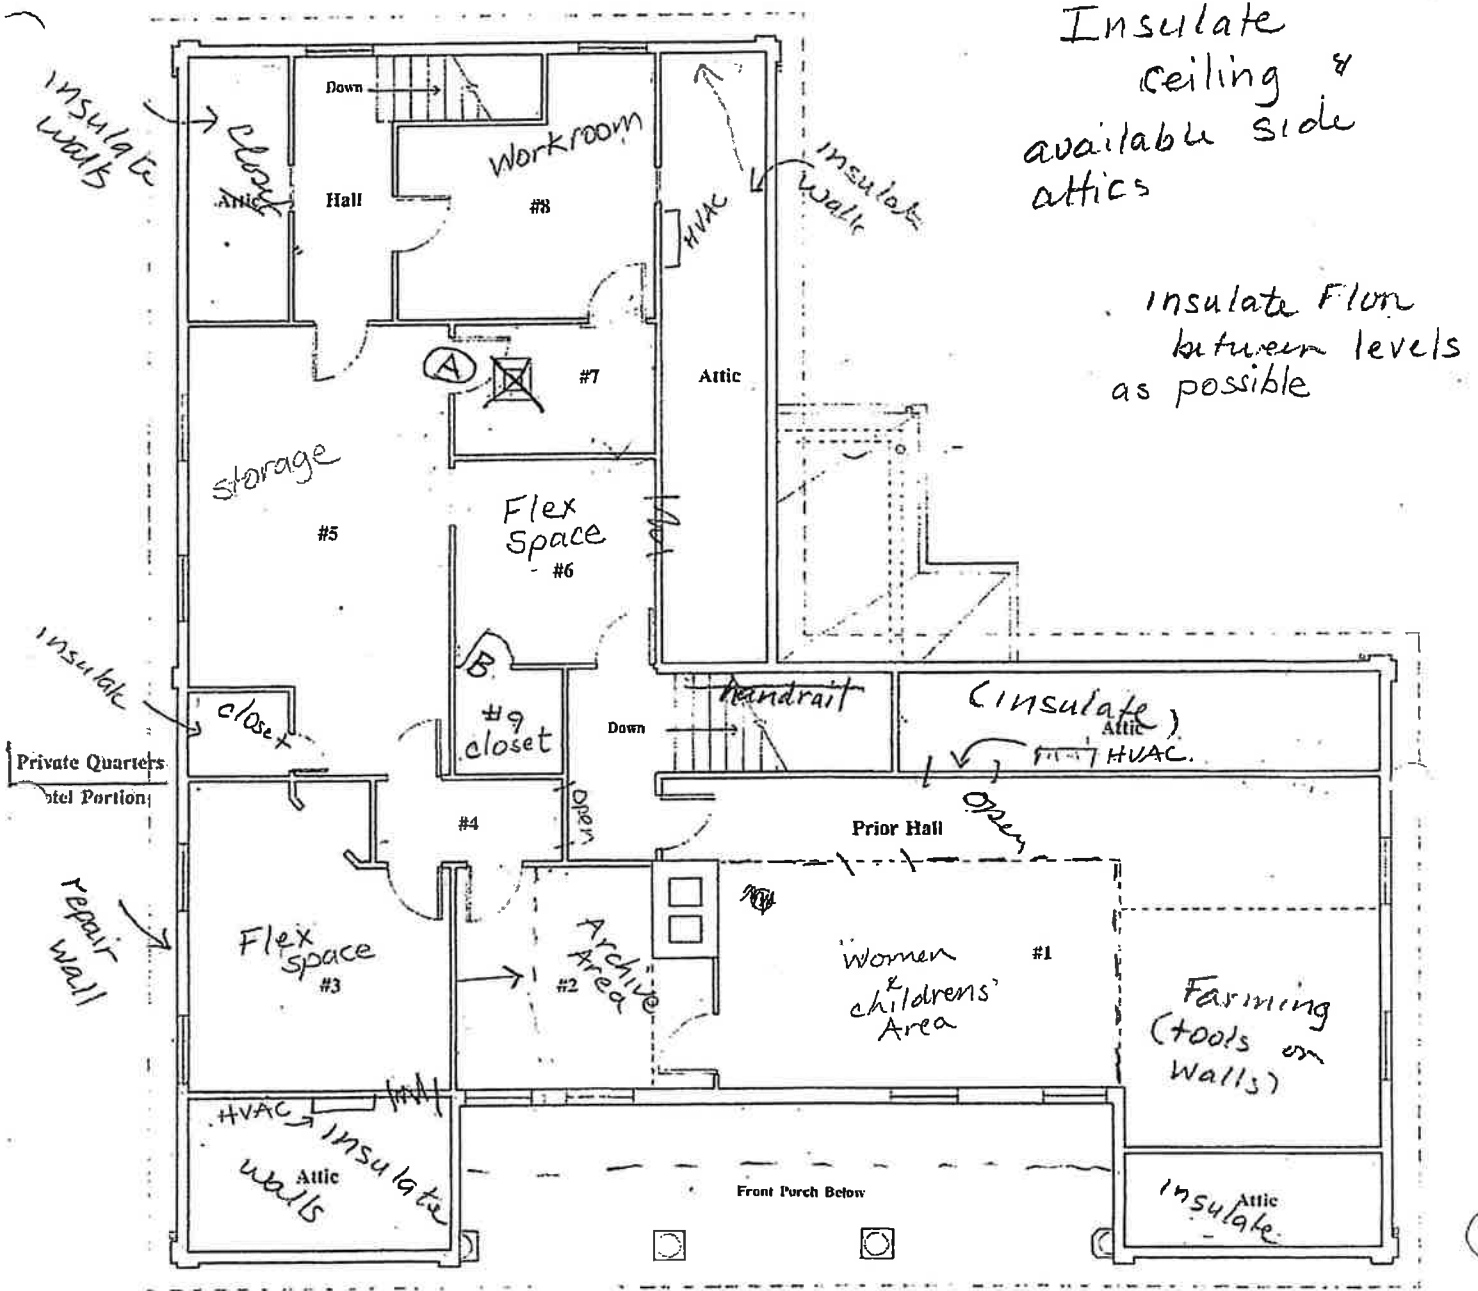 Insulate
ceiling &
available side
attics
insulate Floor
between levels
as possible
insulate
walls
closet
Attic
Down
Hall
Workroom
#8
HVAC
insulate
walls
A
#7
Attic
storage
#5
Flex
Space
#6
insulate
closet
B
#9
closet
Down
handrail
(insulate)
Attic
HVAC
Private Quarters
otel Portion
#4
open
Prior Hall
open
repair
wall
Flex
space
#3
Archive
Area
#2
Women
&
childrens'
Area
#1
Farming
(tools on
walls)
HVAC
insulate
walls
Attic
Front Porch Below
insulate
Attic